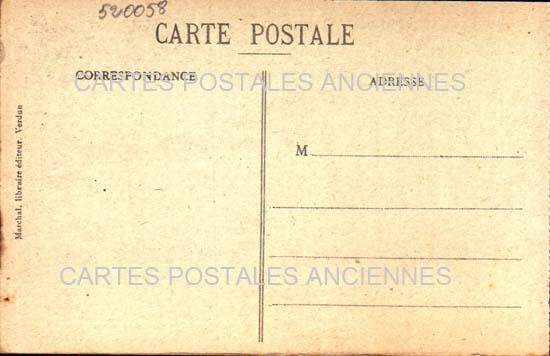 520058
CARTE POSTALE
CORRESPONDANCE
ADRESSE
CARTES POSTALES ANCIENNES
M
Marchal, libraire éditeur. Verdun
CARTES POSTALES ANCIENNES